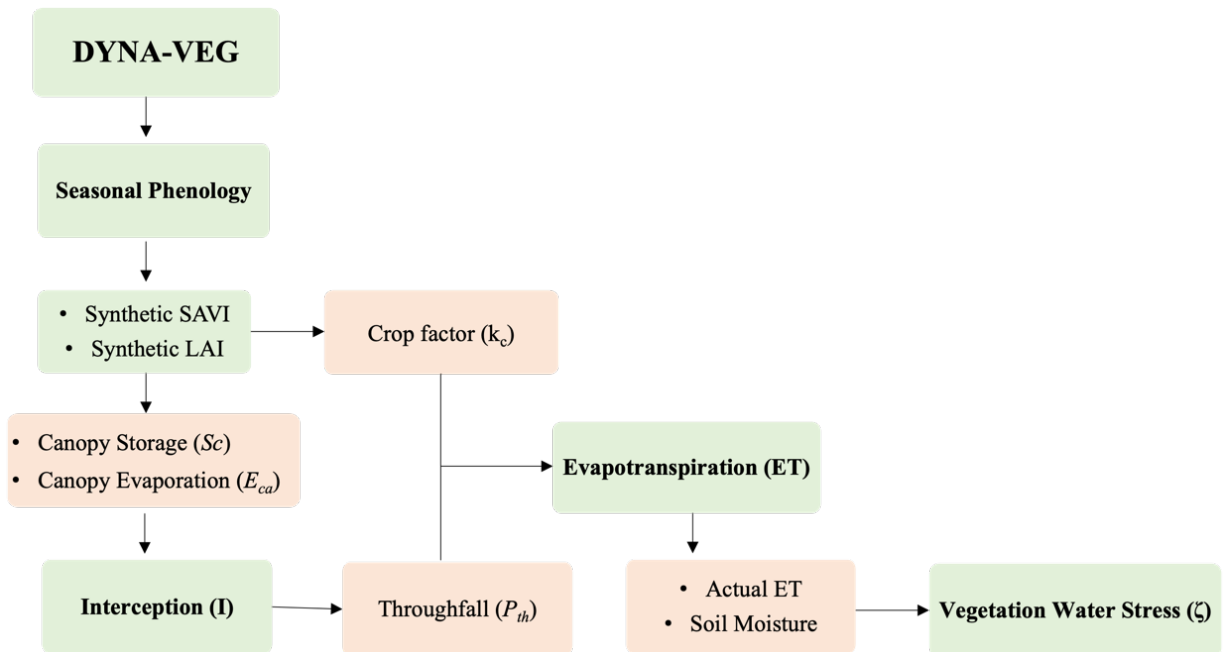 DYNA-VEG
Seasonal Phenology
• Synthetic SAVI
• Synthetic LAI
Crop factor (kc)
• Canopy Storage (Sc)
• Canopy Evaporation (Eca)
Evapotranspiration (ET)
Interception (I)
Throughfall (Pth)
• Actual ET
• Soil Moisture
Vegetation Water Stress (ζ)